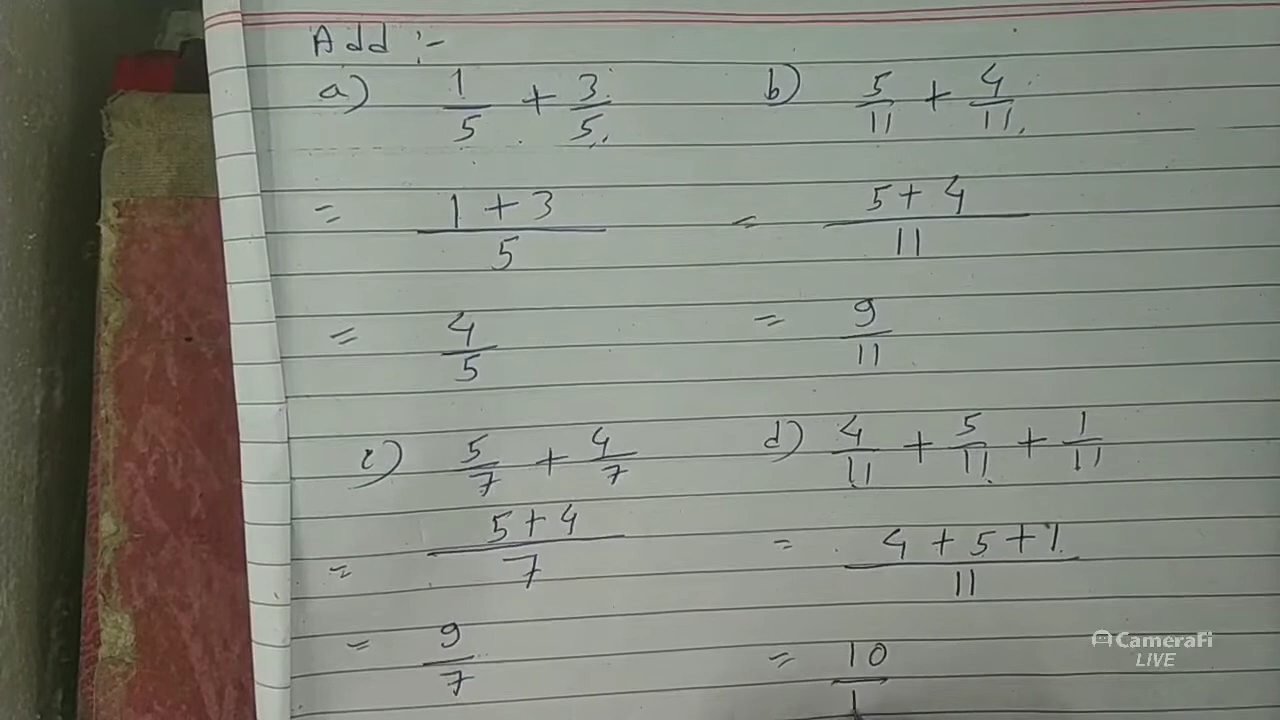 Add :-
a) 1/5 + 3/5 b) 5/11 + 4/11
= 1 + 3 / 5 = 5 + 4 / 11
= 4/5 = 9/11
c) 5/7 + 4/7 d) 4/11 + 5/11 + 1/11
= 5 + 4 / 7 = 4 + 5 + 1 / 11
= 9/7 = 10/1
CameraFi
LIVE